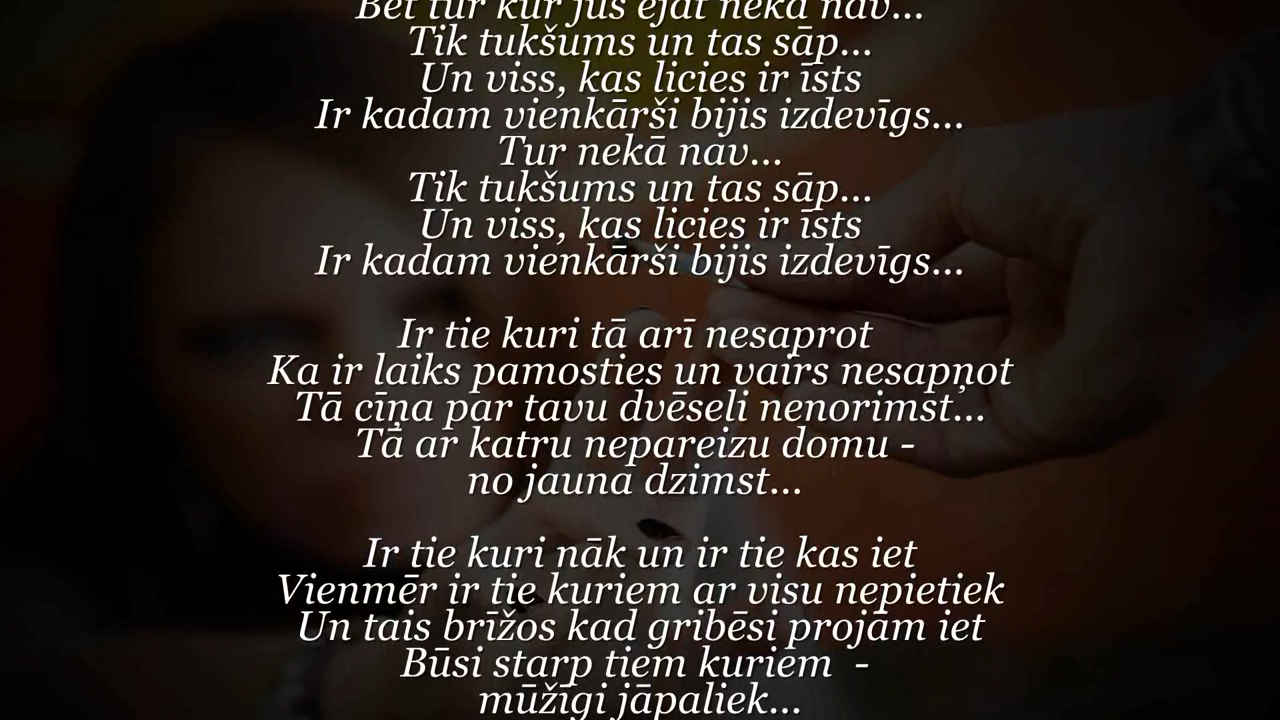 Bet tur kur jūs ejat nekā nav...
Tik tukšums un tas sāp...
Un viss, kas licies ir īsts
Ir kadam vienkārši bijis izdevīgs...
Tur nekā nav...
Tik tukšums un tas sāp...
Un viss, kas licies ir īsts
Ir kadam vienkārši bijis izdevīgs...
Ir tie kuri tā arī nesaprot
Ka ir laiks pamosties un vairs nesapņot
Tā cīņa par tavu dvēseli nenorimst...
Tā ar katru nepareizu domu -
no jauna dzimst...
Ir tie kuri nāk un ir tie kas iet
Vienmēr ir tie kuriem ar visu nepietiek
Un tais brīžos kad gribēsi projām iet
Būsi starp tiem kuriem -
mūžīgi jāpaliek...